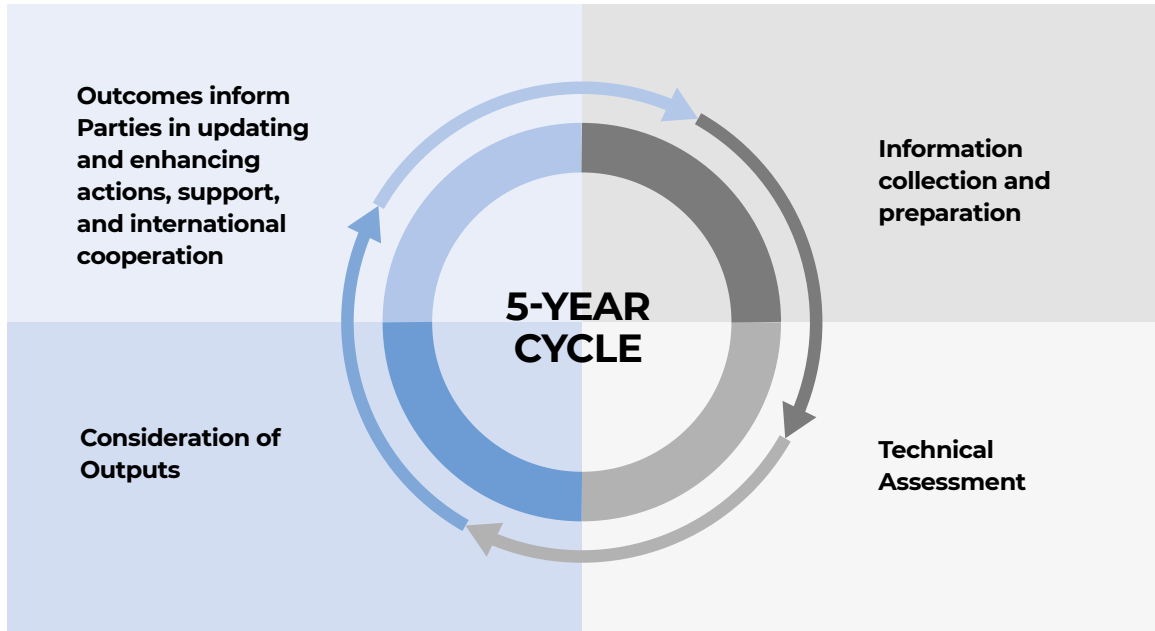 Outcomes inform
Parties in updating
and enhancing
actions, support,
and international
cooperation
Information
collection and
preparation
5-YEAR
CYCLE
Consideration of
Outputs
Technical
Assessment